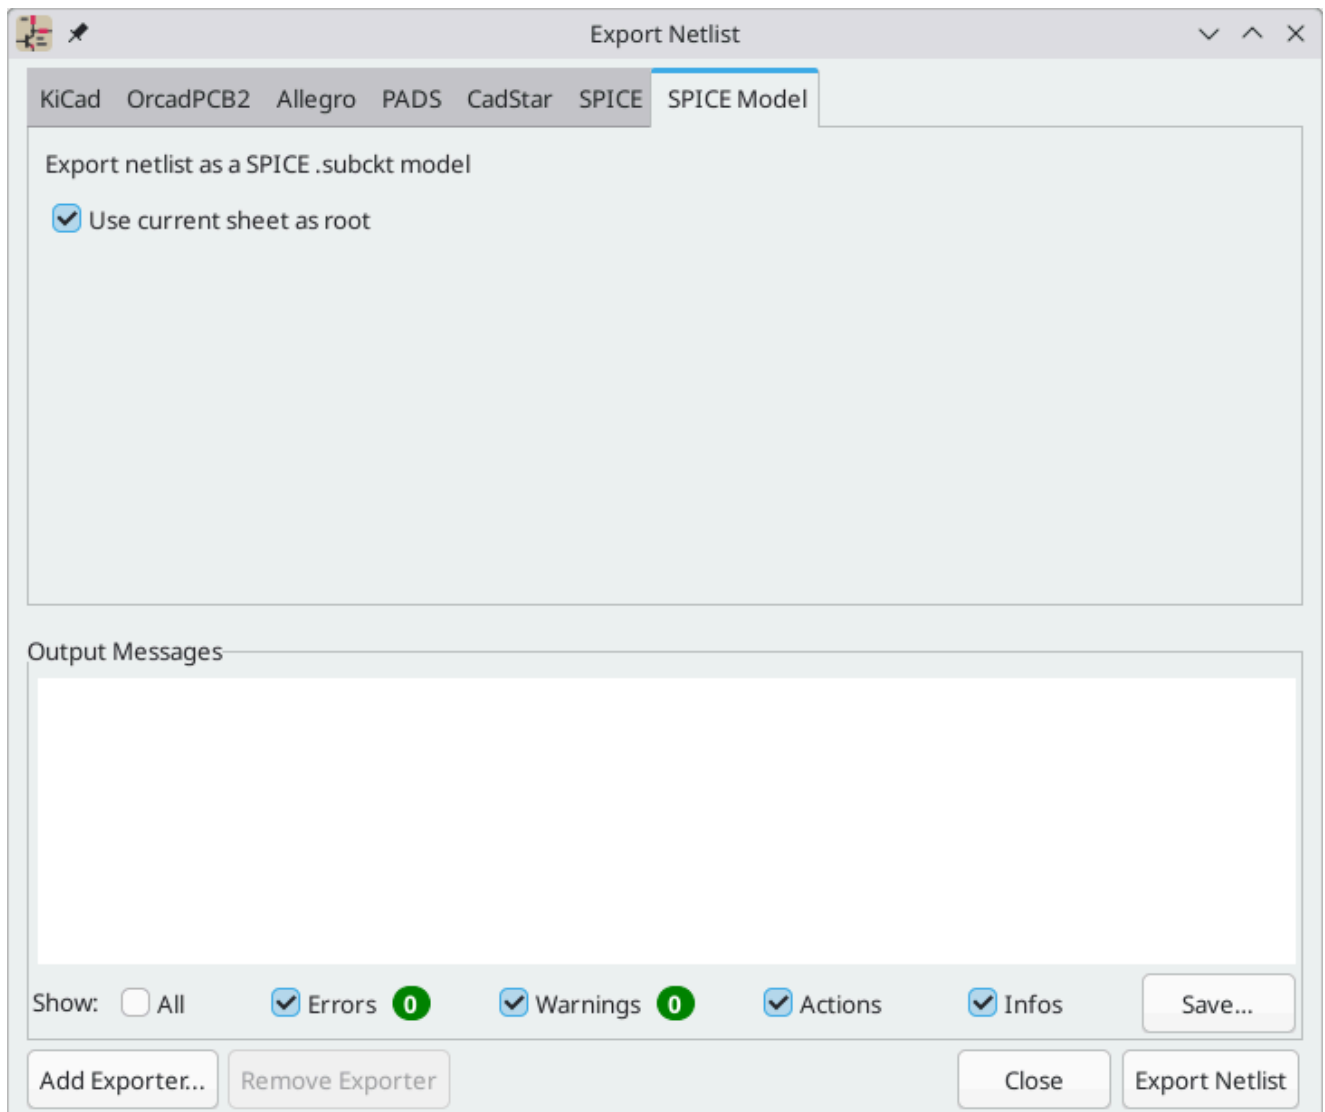 Export Netlist
KiCad OrcadPCB2 Allegro PADS CadStar SPICE SPICE Model
Export netlist as a SPICE .subckt model
Use current sheet as root
Output Messages
Show: All Errors 0 Warnings 0 Actions Infos Save...
Add Exporter... Remove Exporter Close Export Netlist